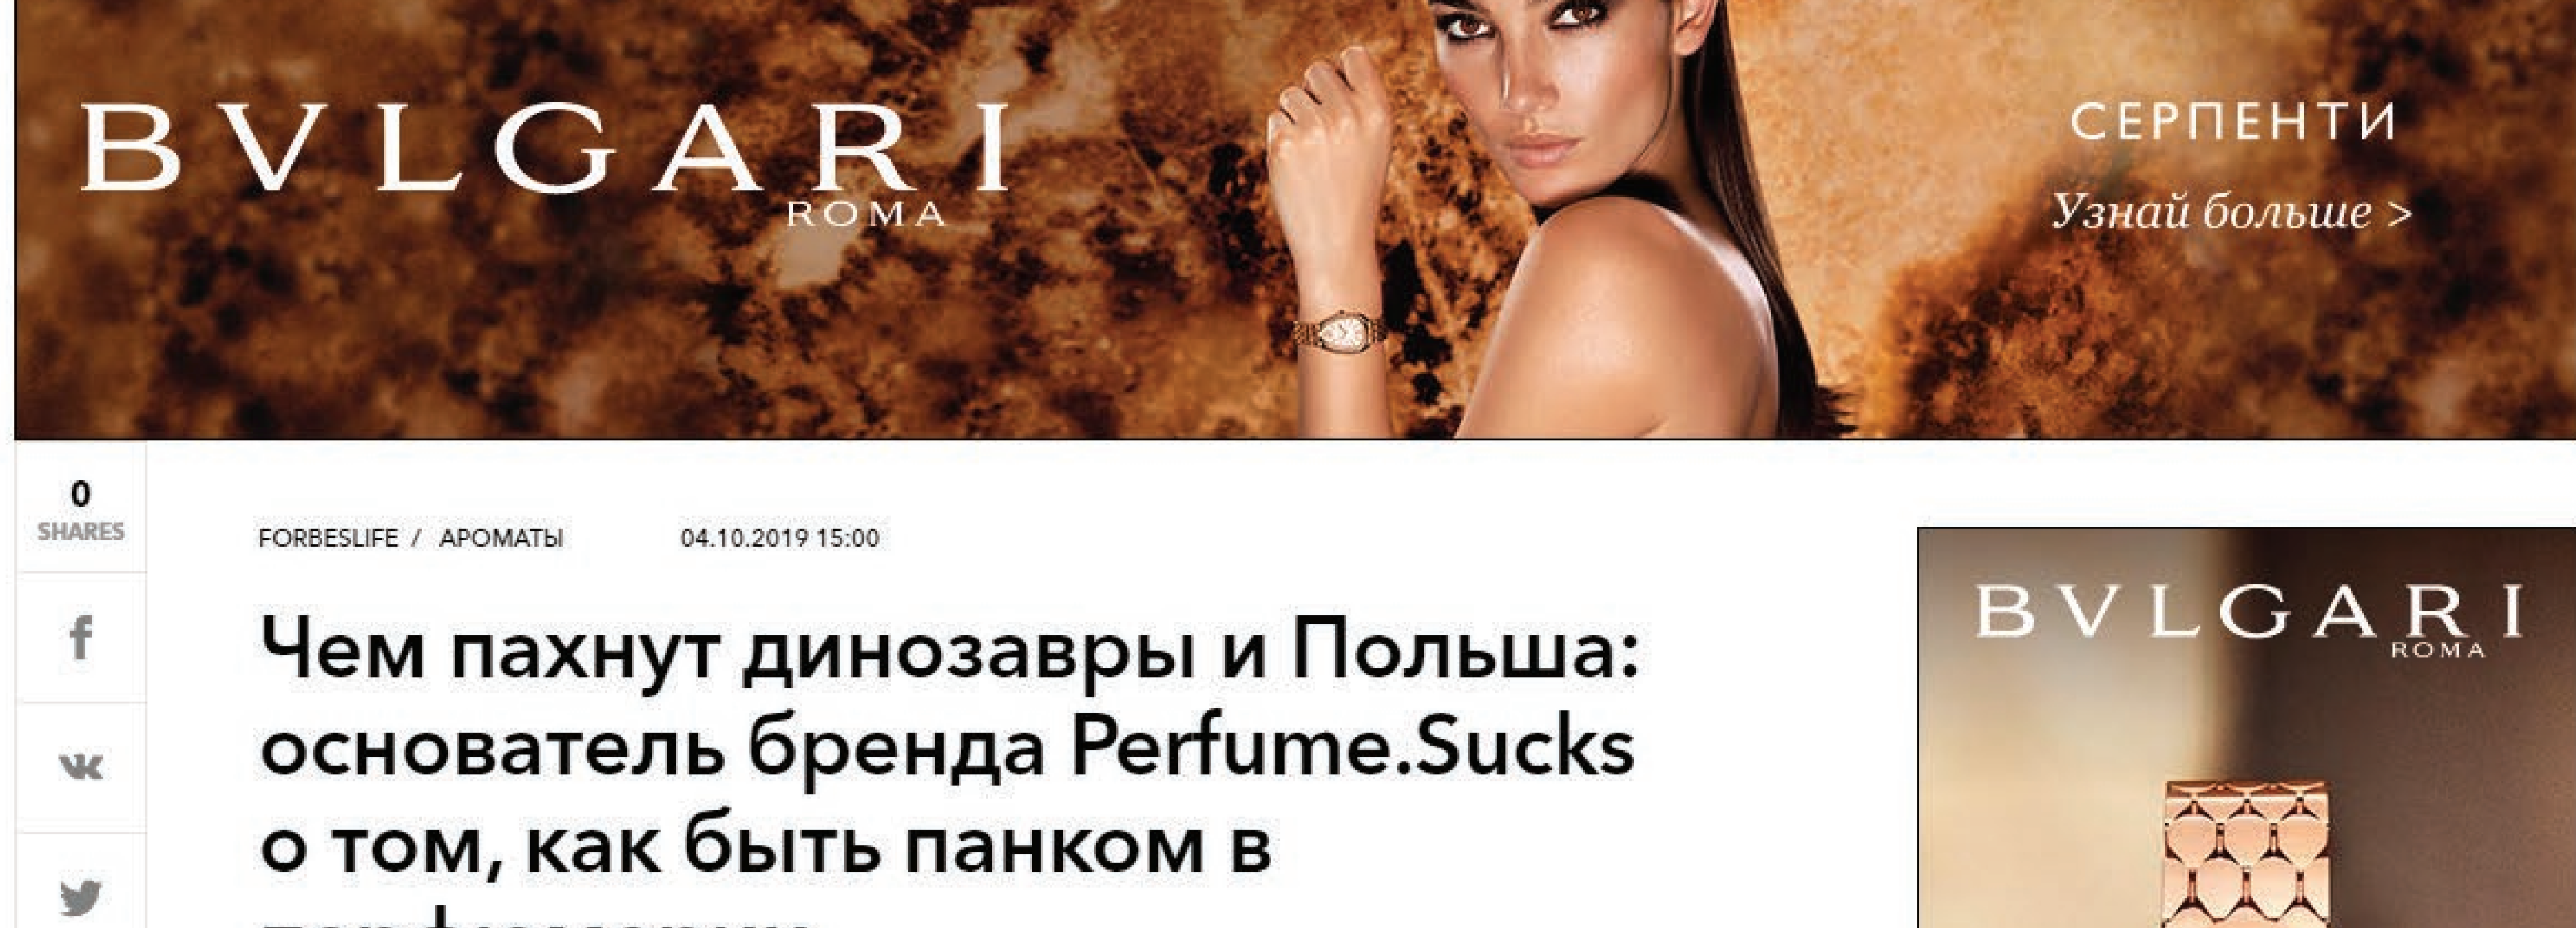 BVLGARI
ROMA
СЕРПЕНТИ
Узнай больше >
0
SHARES
FORBESLIFE / АРОМАТЫ 04.10.2019 15:00
Чем пахнут динозавры и Польша:
основатель бренда Perfume.Sucks
о том, как быть панком в
BVLGARI
ROMA